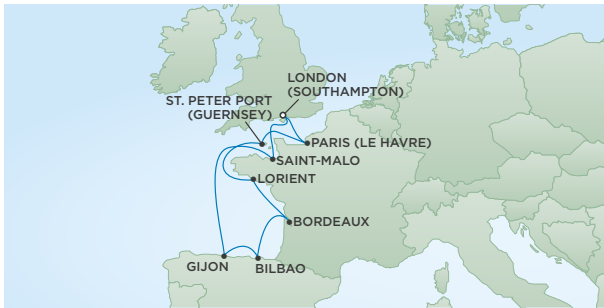 LONDON
(SOUTHAMPTON)
ST. PETER PORT
(GUERNSEY)
PARIS (LE HAVRE)
SAINT-MALO
LORIENT
BORDEAUX
GIJON
BILBAO